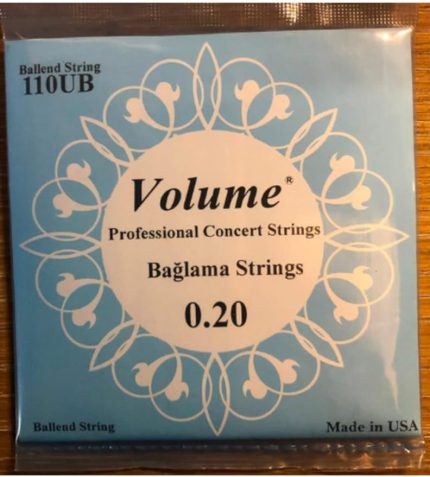 Ballend String
110UB
Volume®
Professional Concert Strings
Bağlama Strings
0.20
Ballend String
Made in USA